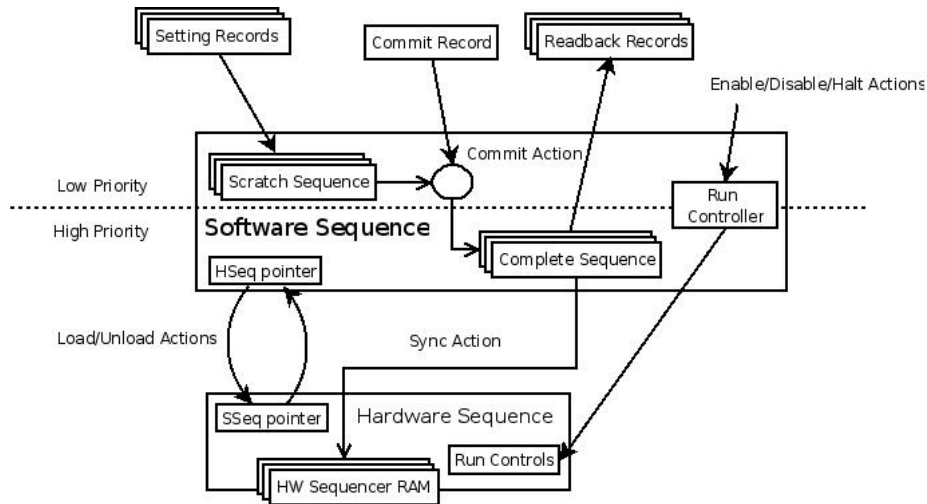 Setting Records
Commit Record
Readback Records
Enable/Disable/Halt Actions
Commit Action
Scratch Sequence
Low Priority
Run
Controller
High Priority
Software Sequence
Complete Sequence
HSeq pointer
Load/Unload Actions
Sync Action
SSeq pointer
Hardware Sequence
Run Controls
HW Sequencer RAM